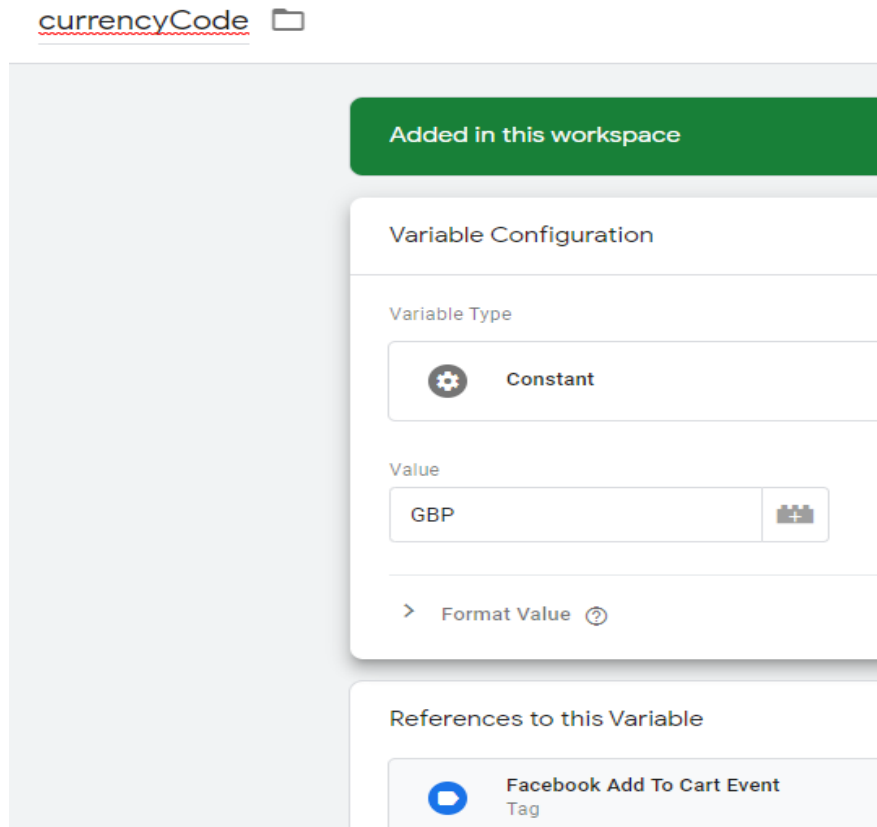 currencyCode
Added in this workspace
Variable Configuration
Variable Type
Constant
Value
GBP
Format Value
References to this Variable
Facebook Add To Cart Event
Tag